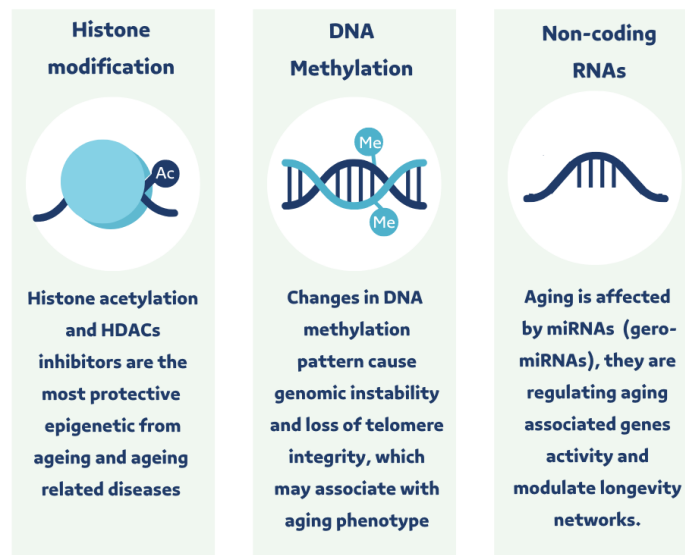 Histone
modification
Ac
Histone acetylation
and HDACs
inhibitors are the
most protective
epigenetic from
ageing and ageing
related diseases
DNA
Methylation
Me
Me
Changes in DNA
methylation
pattern cause
genomic instability
and loss of telomere
integrity, which
may associate with
aging phenotype
Non-coding
RNAs
Aging is affected
by miRNAs (gero-
miRNAs), they are
regulating aging
associated genes
activity and
modulate longevity
networks.